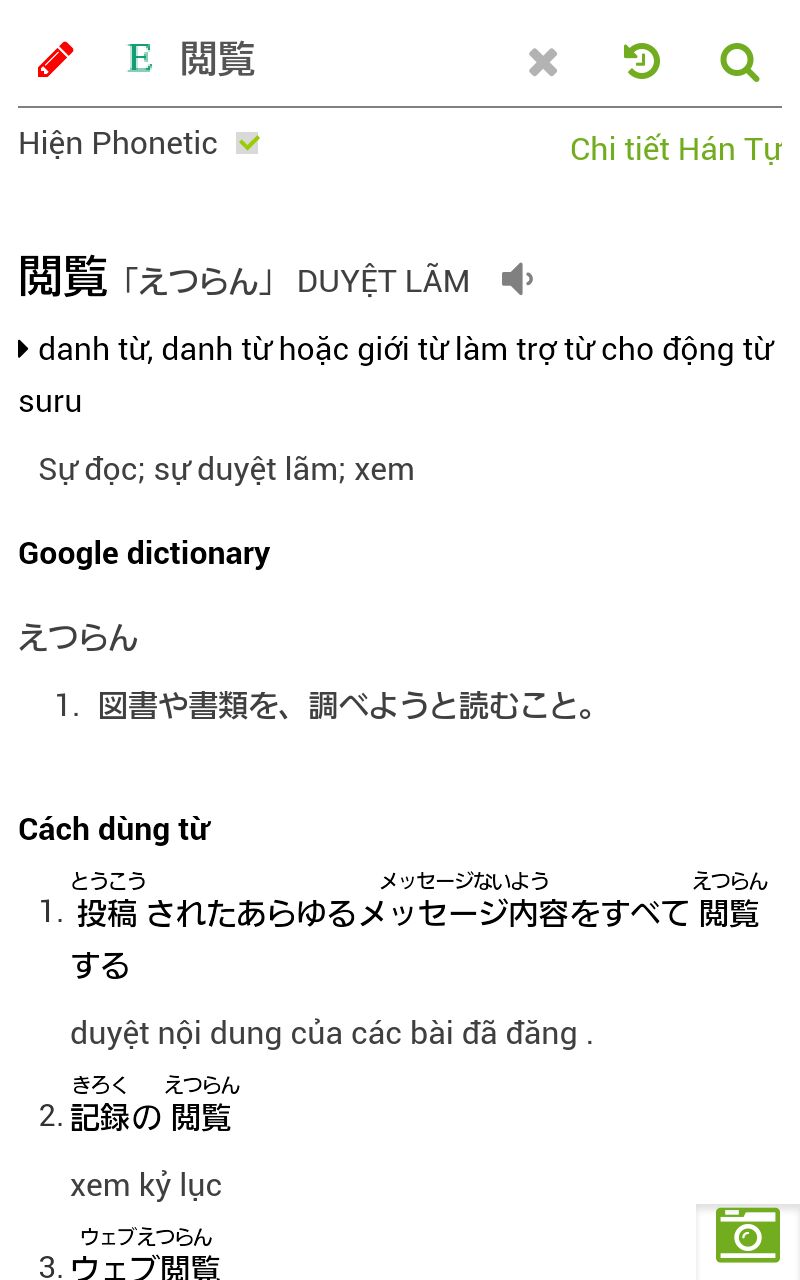 E 閲覧
Hiện Phonetic
Chi tiết Hán Tự
閲覧「えつらん」 DUYỆT LÃM
danh từ, danh từ hoặc giới từ làm trợ từ cho động từ
suru
Sự đọc; sự duyệt lãm; xem
Google dictionary
えつらん
1. 図書や書類を、調べようと読むこと。
Cách dùng từ
とうこう メッセージないよう えつらん
1. 投稿 されたあらゆるメッセージ内容をすべて 閲覧
する
duyệt nội dung của các bài đã đăng .
きろく えつらん
2. 記録の 閲覧
xem kỷ lục
ウェブえつらん
3. ウェブ閲覧